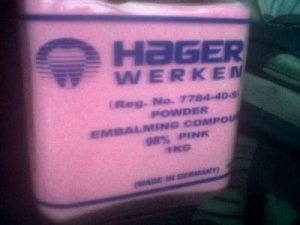 HAGER
WERKEN
(Reg. No. 7784-40-9)
POWDER
EMBALMING COMPOU
98% PINK
1KG
(MADE IN GERMANY)